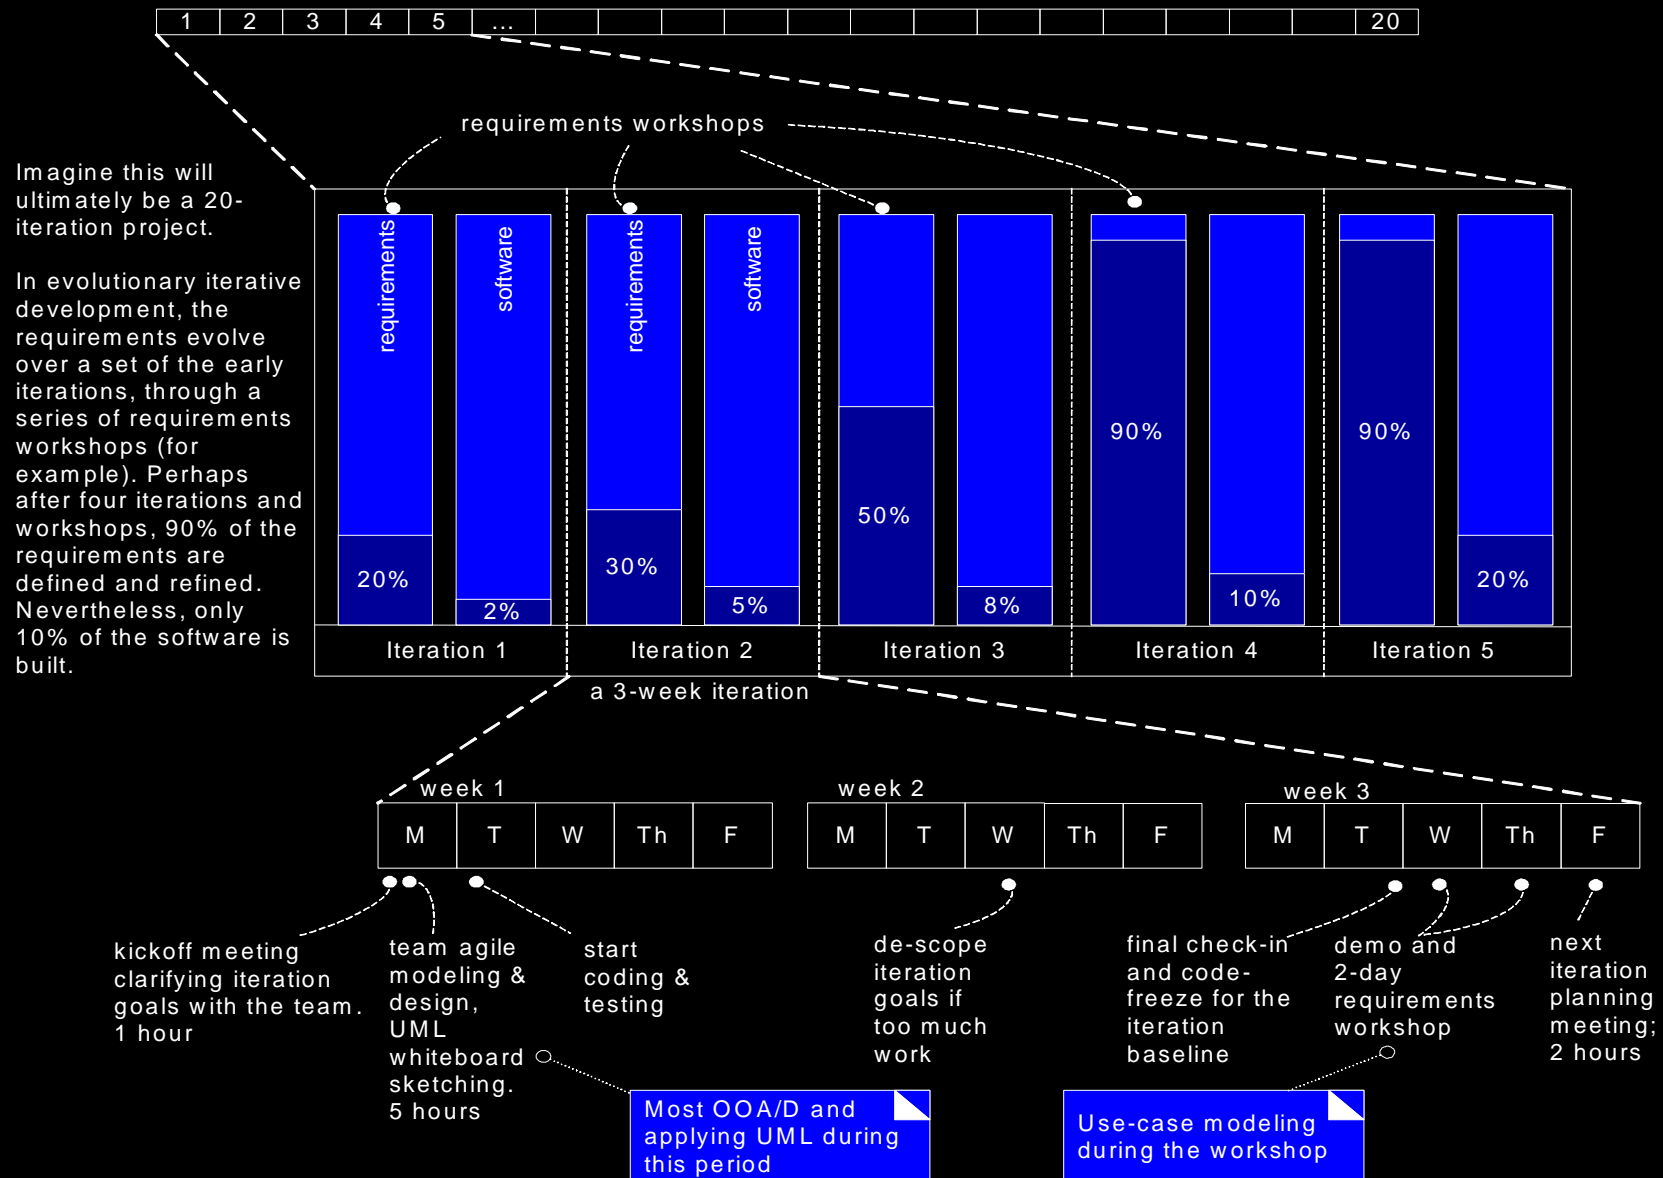 1 2 3 4 5 ... 20
requirements workshops
Imagine this will
ultimately be a 20-
iteration project.
In evolutionary iterative
development, the
requirements evolve
over a set of the early
iterations, through a
series of requirements
workshops (for
example). Perhaps
after four iterations and
workshops, 90% of the
requirements are
defined and refined.
Nevertheless, only
10% of the software is
built.
requirements
software
requirements
software
20%
2%
30%
5%
50%
8%
90%
10%
90%
20%
Iteration 1
Iteration 2
Iteration 3
Iteration 4
Iteration 5
a 3-week iteration
week 1
M T W Th F
week 2
M T W Th F
week 3
M T W Th F
kickoff meeting
clarifying iteration
goals with the team.
1 hour
team agile
modeling &
design,
UML
whiteboard
sketching.
5 hours
start
coding &
testing
de-scope
iteration
goals if
too much
work
final check-in
and code-
freeze for the
iteration
baseline
demo and
2-day
requirements
workshop
next
iteration
planning
meeting;
2 hours
Most OOA/D and
applying UML during
this period
Use-case modeling
during the workshop